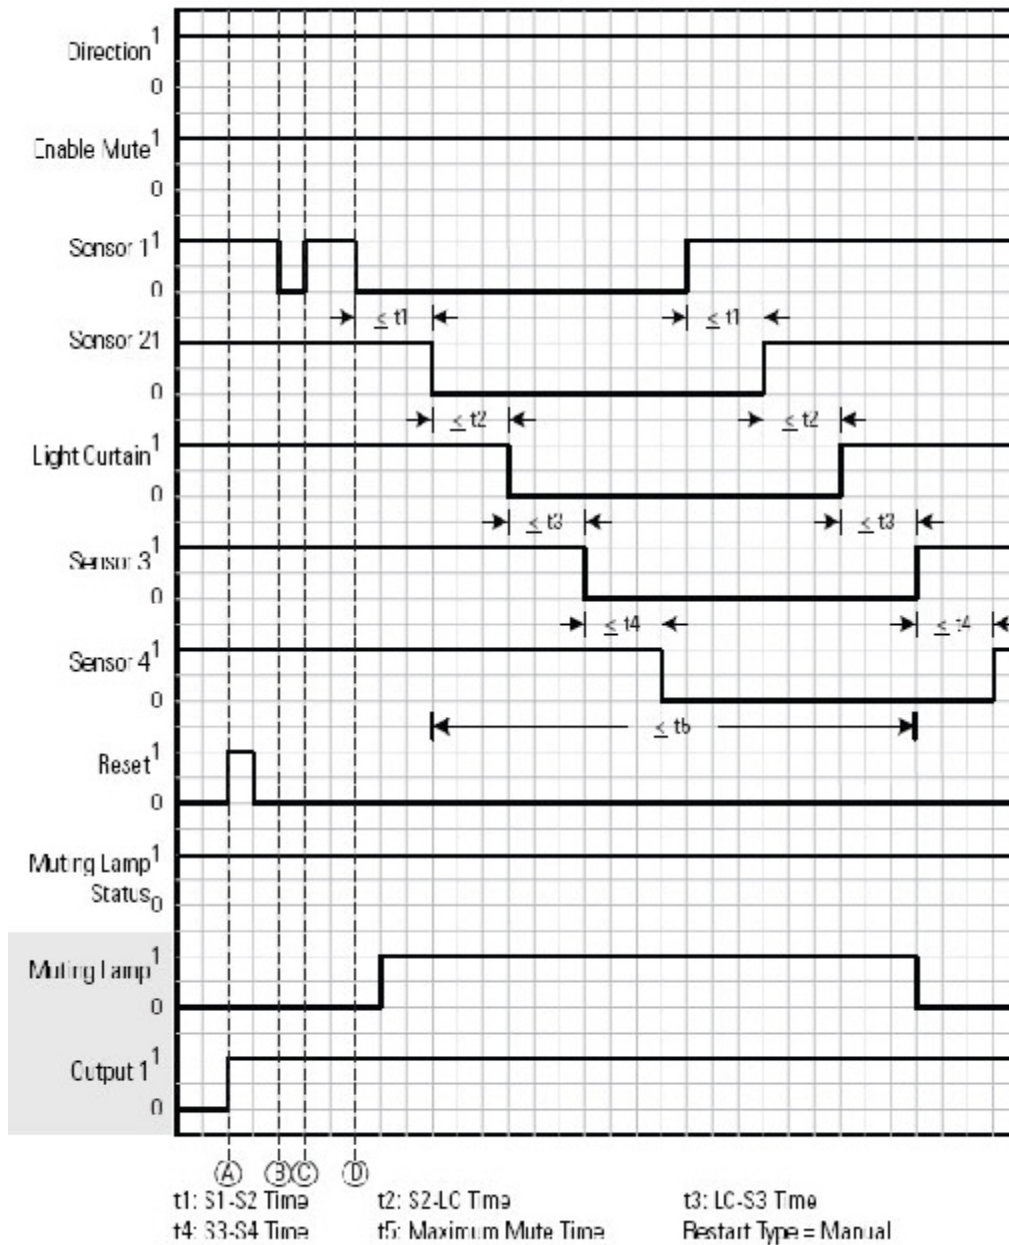 Direction 1
0
Enable Mute 1
0
Sensor 1 1
0
≤ t1 ≤ t1
Sensor 2 1
0
≤ t2 ≤ t2
Light Curtain 1
0
≤ t3 ≤ t3
Sensor 3 1
0
≤ t4 ≤ t4
Sensor 4 1
0
≤ t5
Reset 1
0
Muting Lamp 1
Status 0
Muting Lamp 1
0
Output 1 1
0
A B C D
t1: S1-S2 Time t2: S2-LC Time t3: LC-S3 Time
t4: S3-S4 Time t5: Maximum Mute Time Restart Type = Manual